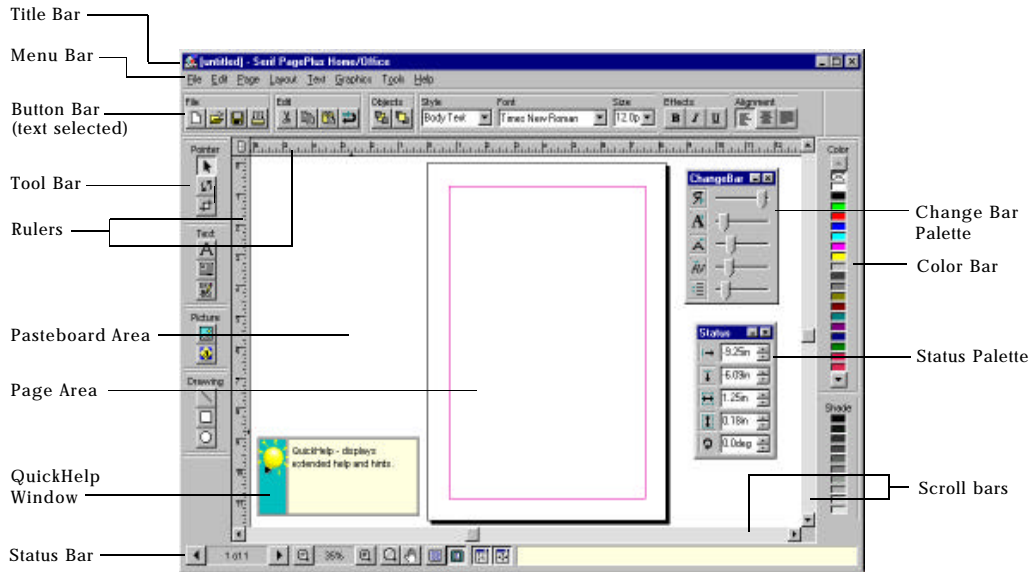 Title Bar
Menu Bar
Button Bar
(text selected)
Tool Bar
Rulers
Pasteboard Area
Page Area
QuickHelp
Window
Status Bar
[untitled] - Serif PagePlus Home/Office
File Edit Page Layout Text Graphics Tools Help
File Edit Objects Style Font Size Effects Alignment
Body Text Times New Roman 12.0p B I U
Pointer
Text
Picture
Drawing
ChangeBar
Status
-9.25in
-6.09in
1.25in
0.18in
0.0deg
Color
Shade
QuickHelp - displays
extended help and hints.
1 of 1 35%
Change Bar
Palette
Color Bar
Status Palette
Scroll bars